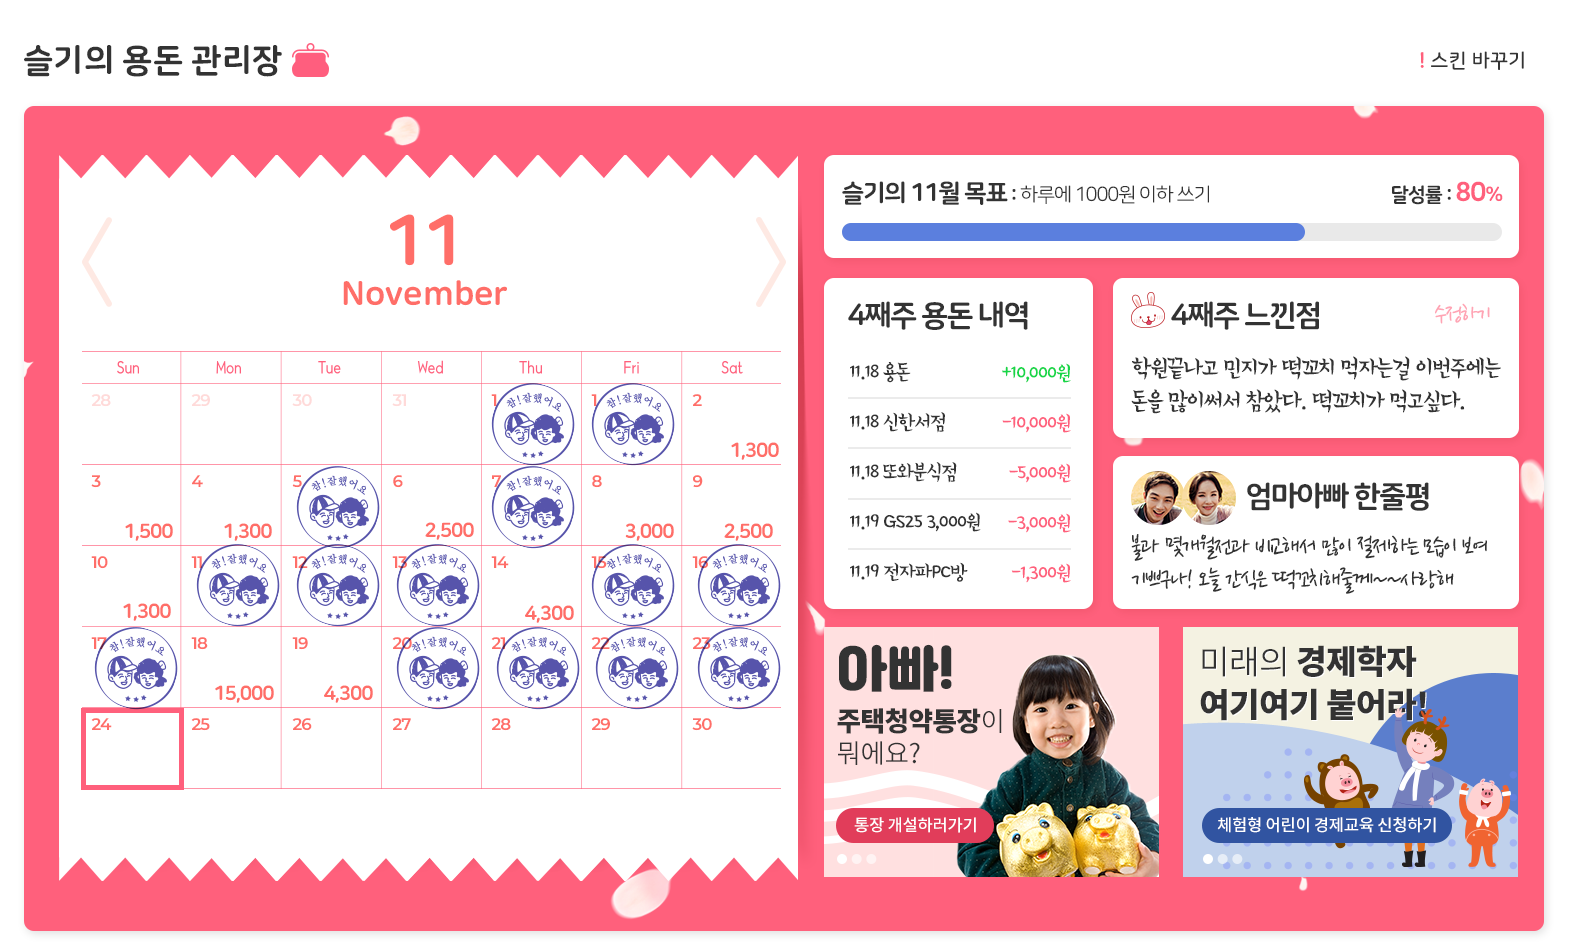 슬기의 용돈 관리장
! 스킨 바꾸기
11
November
Sun Mon Tue Wed Thu Fri Sat
28 29 30 31 1 1 2
참!잘했어요 참!잘했어요
1,300
3 4 5 6 7 8 9
참!잘했어요 참!잘했어요
1,500 1,300 2,500 3,000 2,500
10 11 12 13 14 15 16
참!잘했어요 참!잘했어요 참!잘했어요 참!잘했어요 참!잘했어요
1,300 4,300
17 18 19 20 21 22 23
참!잘했어요 참!잘했어요 참!잘했어요 참!잘했어요 참!잘했어요
15,000 4,300
24 25 26 27 28 29 30
슬기의 11월 목표 : 하루에 1000원 이하 쓰기 달성률 : 80%
4째주 용돈 내역
11.18 용돈 +10,000원
11.18 신한서점 -10,000원
11.18 또와분식점 -5,000원
11.19 GS25 3,000원 -3,000원
11.19 전자파PC방 -1,300원
4째주 느낀점 수정하기
학원끝나고 민지가 떡꼬치 먹자는걸 이번주에는
돈을 많이써서 참았다. 떡꼬치가 먹고싶다.
엄마아빠 한줄평
불과 몇개월전과 비교해서 많이 절제하는 모습이 보여
기쁘구나! 오늘 간식은 떡꼬치해줄께~~사랑해
아빠!
주택청약통장이
뭐에요?
통장 개설하러가기
미래의 경제학자
여기여기 붙어라!
체험형 어린이 경제교육 신청하기